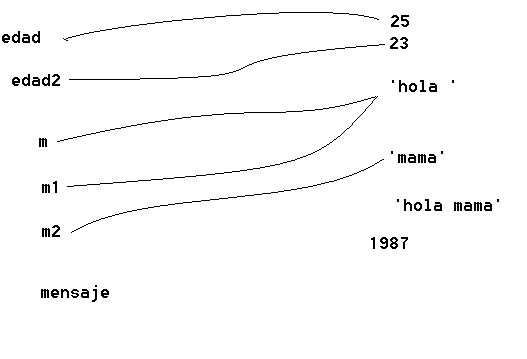 edad
25
23
edad2
'hola '
m
'mama'
m1
'hola mama'
m2
1987
mensaje